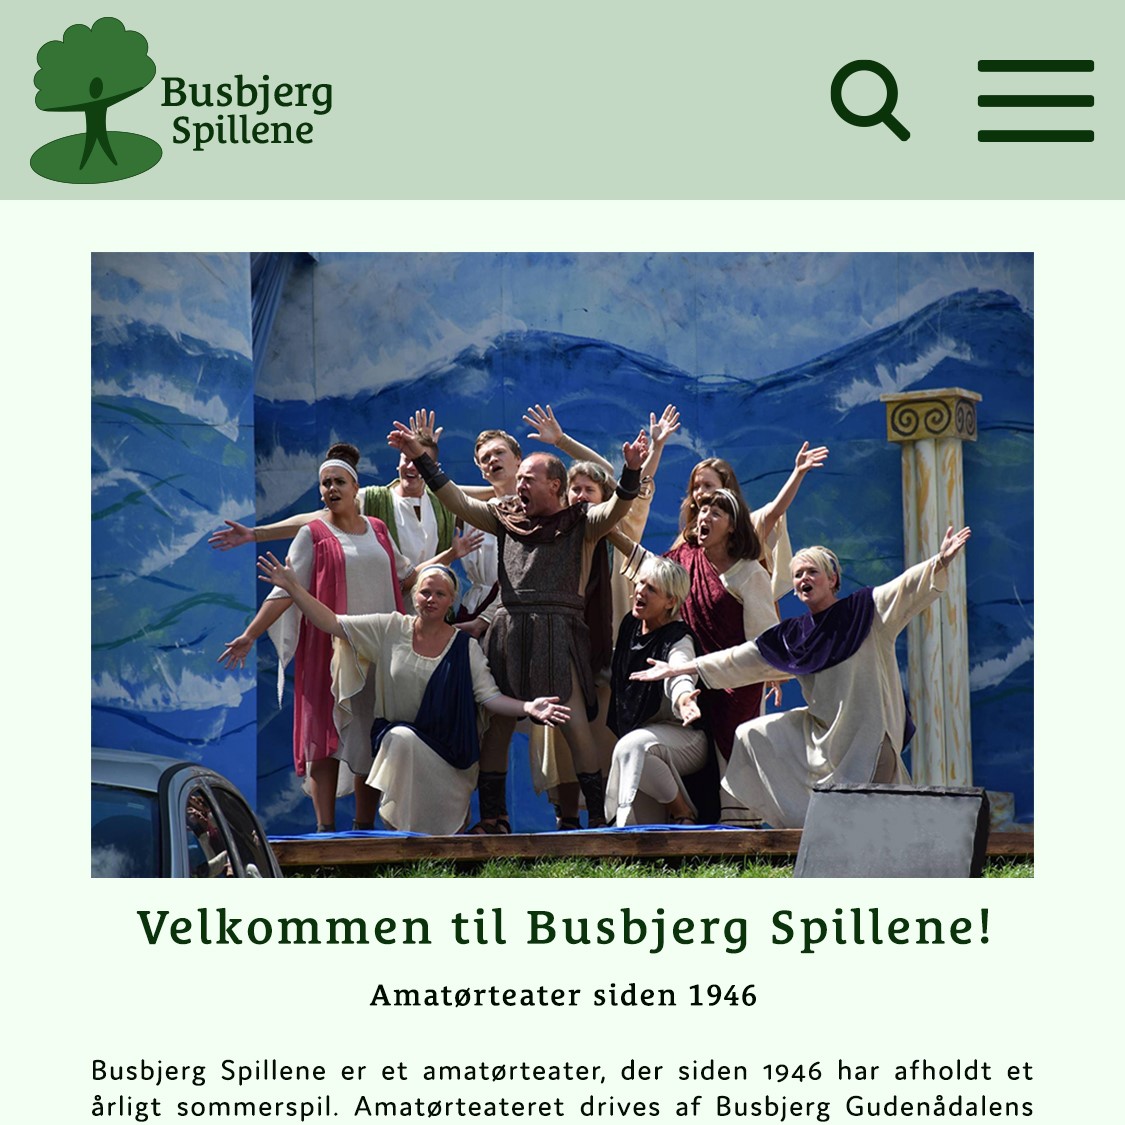 Busbjerg
Spillene
Velkommen til Busbjerg Spillene!
Amatørteater siden 1946
Busbjerg Spillene er et amatørteater, der siden 1946 har afholdt et
årligt sommerspil. Amatørteateret drives af Busbjerg Gudenådalens